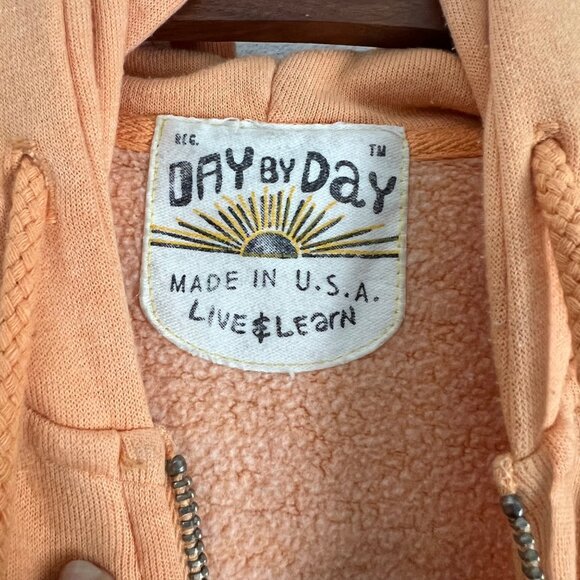 REG. TM
DAY BY DaY
MADE IN U.S.A.
LIVE & LEarN